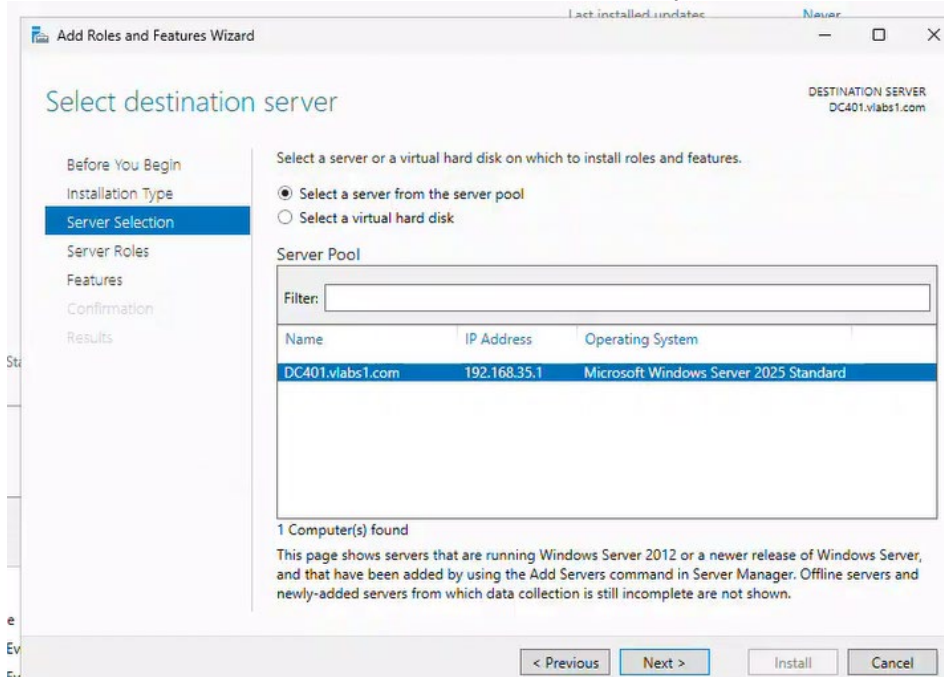 Last installed updates Never
Add Roles and Features Wizard
Select destination server
DESTINATION SERVER
DC401.vlabs1.com
Before You Begin
Installation Type
Server Selection
Server Roles
Features
Confirmation
Results
Select a server or a virtual hard disk on which to install roles and features.
Select a server from the server pool
Select a virtual hard disk
Server Pool
Filter:
Name IP Address Operating System
DC401.vlabs1.com 192.168.35.1 Microsoft Windows Server 2025 Standard
1 Computer(s) found
This page shows servers that are running Windows Server 2012 or a newer release of Windows Server,
and that have been added by using the Add Servers command in Server Manager. Offline servers and
newly-added servers from which data collection is still incomplete are not shown.
< Previous Next > Install Cancel